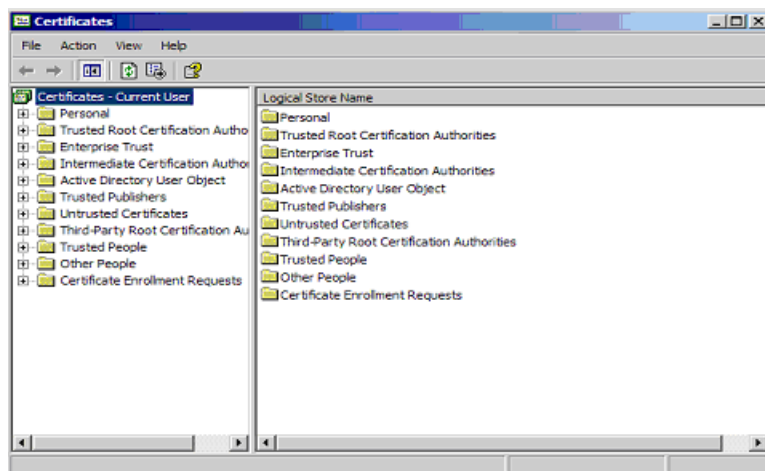 Certificates
File Action View Help
Certificates - Current User
Personal
Trusted Root Certification Autho
Enterprise Trust
Intermediate Certification Author
Active Directory User Object
Trusted Publishers
Untrusted Certificates
Third-Party Root Certification Au
Trusted People
Other People
Certificate Enrollment Requests
Logical Store Name
Personal
Trusted Root Certification Authorities
Enterprise Trust
Intermediate Certification Authorities
Active Directory User Object
Trusted Publishers
Untrusted Certificates
Third-Party Root Certification Authorities
Trusted People
Other People
Certificate Enrollment Requests